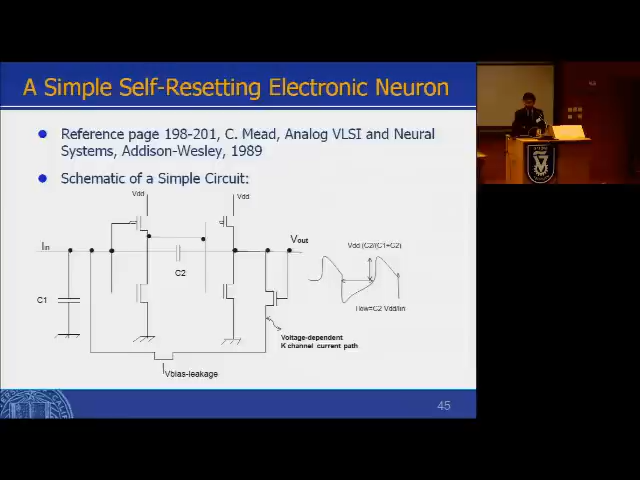 A Simple Self-Resetting Electronic Neuron
Reference page 198-201, C. Mead, Analog VLSI and Neural
Systems, Addison-Wesley, 1989
Schematic of a Simple Circuit:
Vdd
Vdd
Iin
Vout
Vdd (C2/(C1=C2)
C2
C1
=C2 Vdd/Iin
Voltage-dependent
K channel current path
Vbias-leakage
45